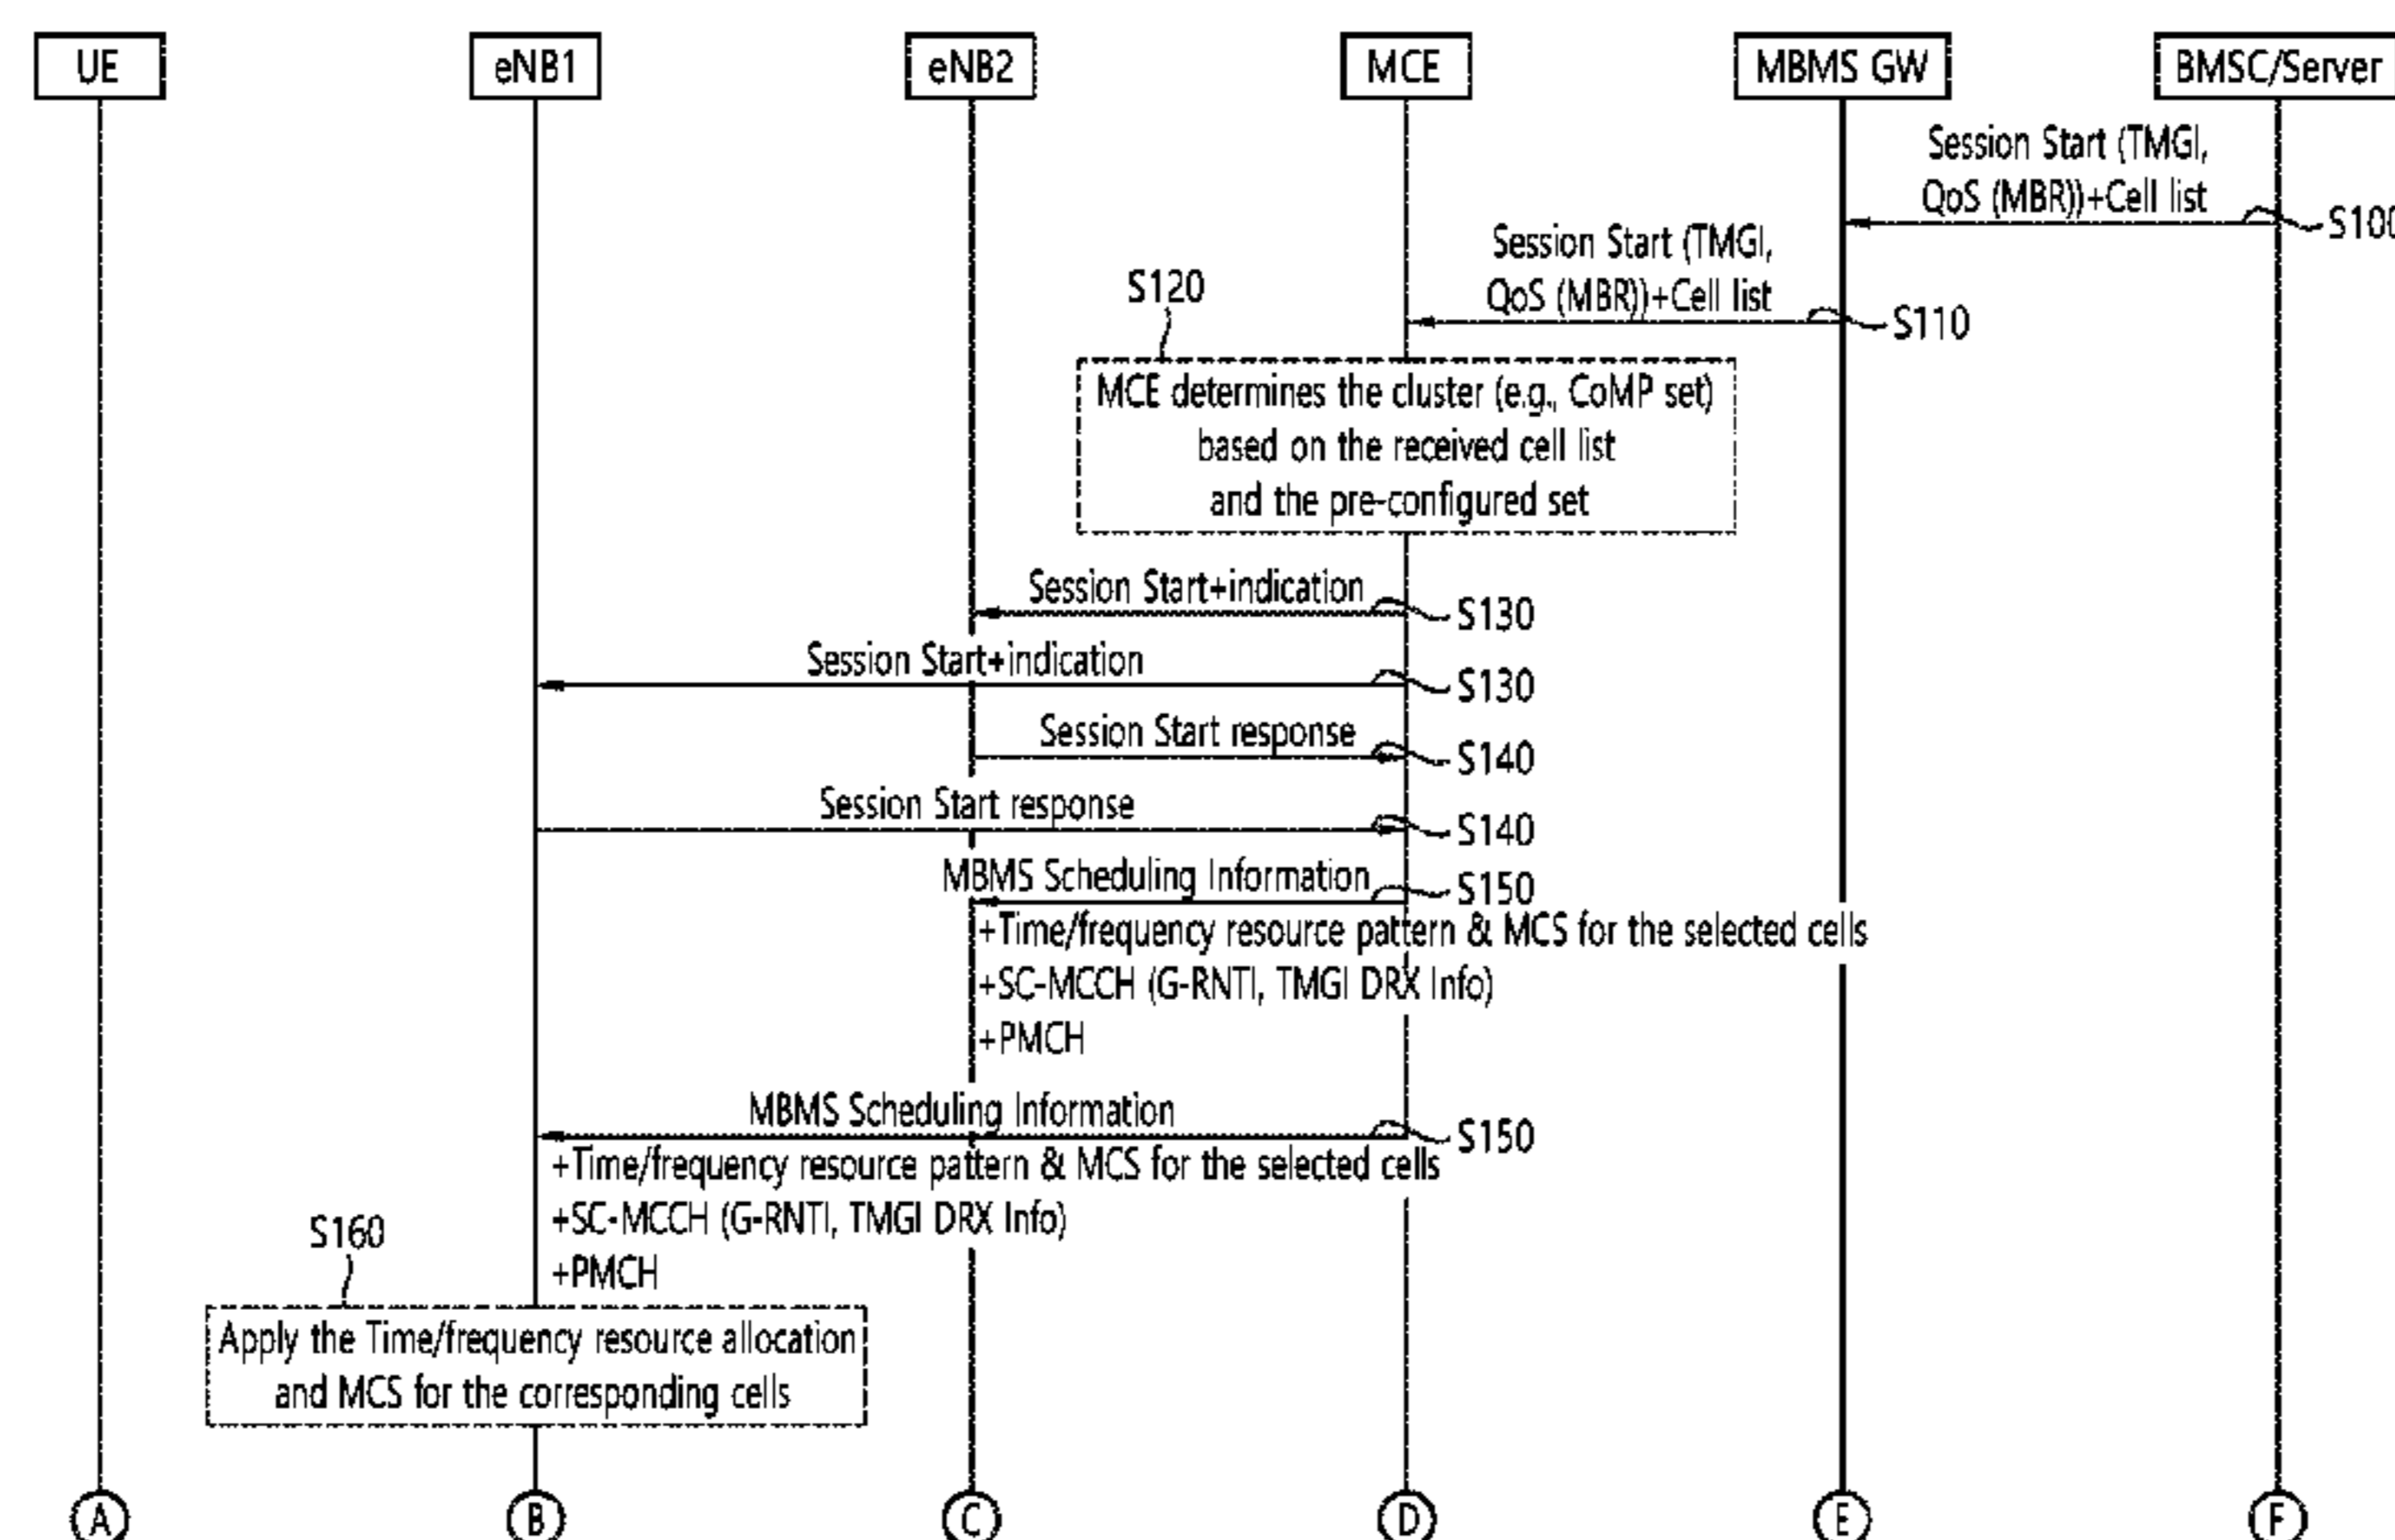 UE
eNB1
eNB2
MCE
MBMS GW
BMSC/Server
Session Start (TMGI,
QoS (MBR))+Cell list
S100
Session Start (TMGI,
QoS (MBR))+Cell list
S110
S120
MCE determines the cluster (e.g., CoMP set)
based on the received cell list
and the pre-configured set
Session Start+indication
S130
Session Start+indication
S130
Session Start response
S140
Session Start response
S140
MBMS Scheduling Information
S150
+Time/frequency resource pattern & MCS for the selected cells
+SC-MCCH (G-RNTI, TMGI DRX Info)
+PMCH
MBMS Scheduling Information
S150
+Time/frequency resource pattern & MCS for the selected cells
+SC-MCCH (G-RNTI, TMGI DRX Info)
+PMCH
S160
Apply the Time/frequency resource allocation
and MCS for the corresponding cells
A
B
C
D
E
F